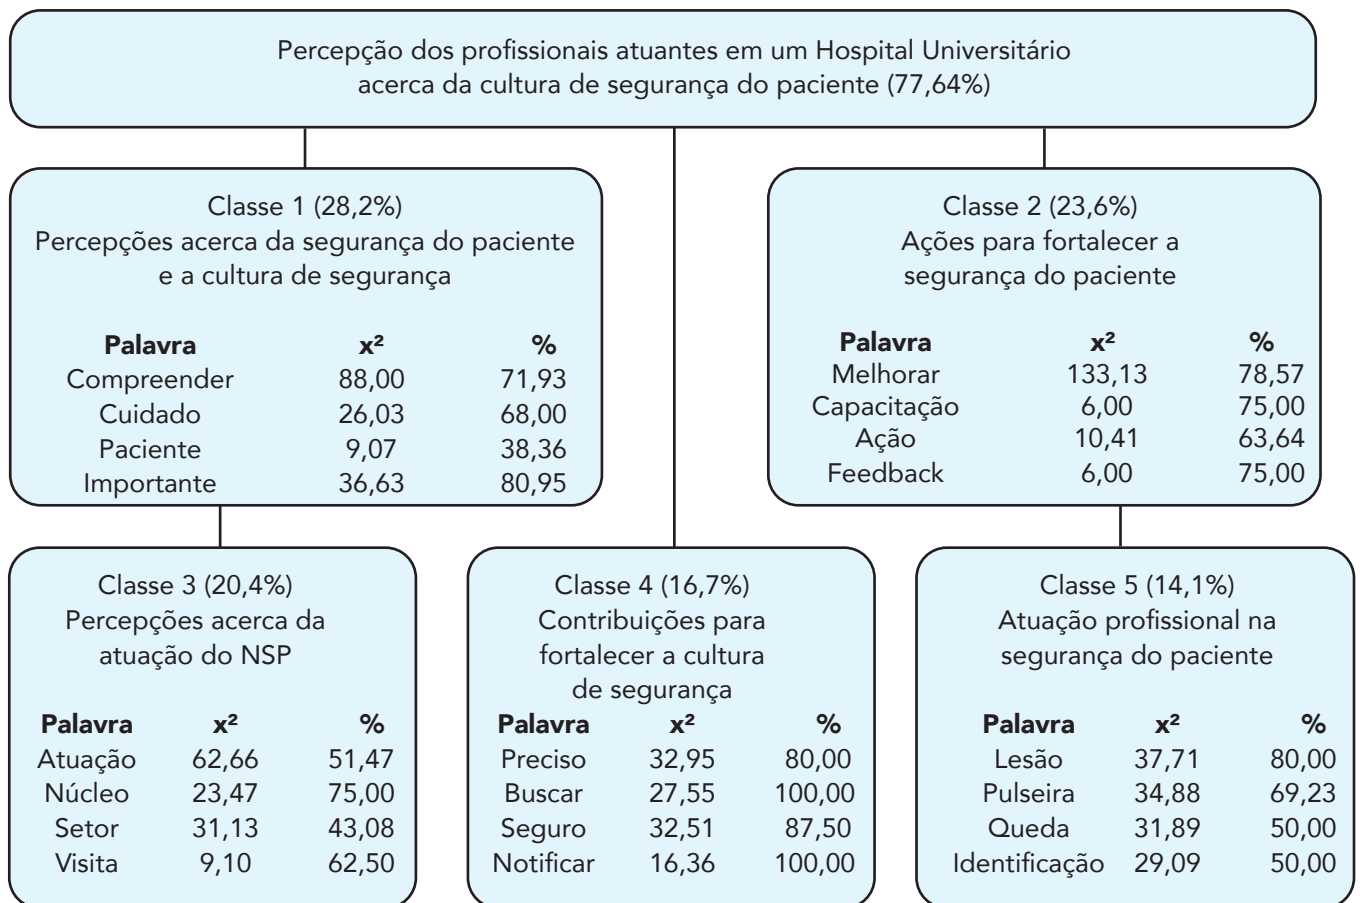 Percepção dos profissionais atuantes em um Hospital Universitário
acerca da cultura de segurança do paciente (77,64%)
Classe 1 (28,2%)
Percepções acerca da segurança do paciente
e a cultura de segurança
Palavra x² %
Compreender 88,00 71,93
Cuidado 26,03 68,00
Paciente 9,07 38,36
Importante 36,63 80,95
Classe 2 (23,6%)
Ações para fortalecer a
segurança do paciente
Palavra x² %
Melhorar 133,13 78,57
Capacitação 6,00 75,00
Ação 10,41 63,64
Feedback 6,00 75,00
Classe 3 (20,4%)
Percepções acerca da
atuação do NSP
Palavra x² %
Atuação 62,66 51,47
Núcleo 23,47 75,00
Setor 31,13 43,08
Visita 9,10 62,50
Classe 4 (16,7%)
Contribuições para
fortalecer a cultura
de segurança
Palavra x² %
Preciso 32,95 80,00
Buscar 27,55 100,00
Seguro 32,51 87,50
Notificar 16,36 100,00
Classe 5 (14,1%)
Atuação profissional na
segurança do paciente
Palavra x² %
Lesão 37,71 80,00
Pulseira 34,88 69,23
Queda 31,89 50,00
Identificação 29,09 50,00